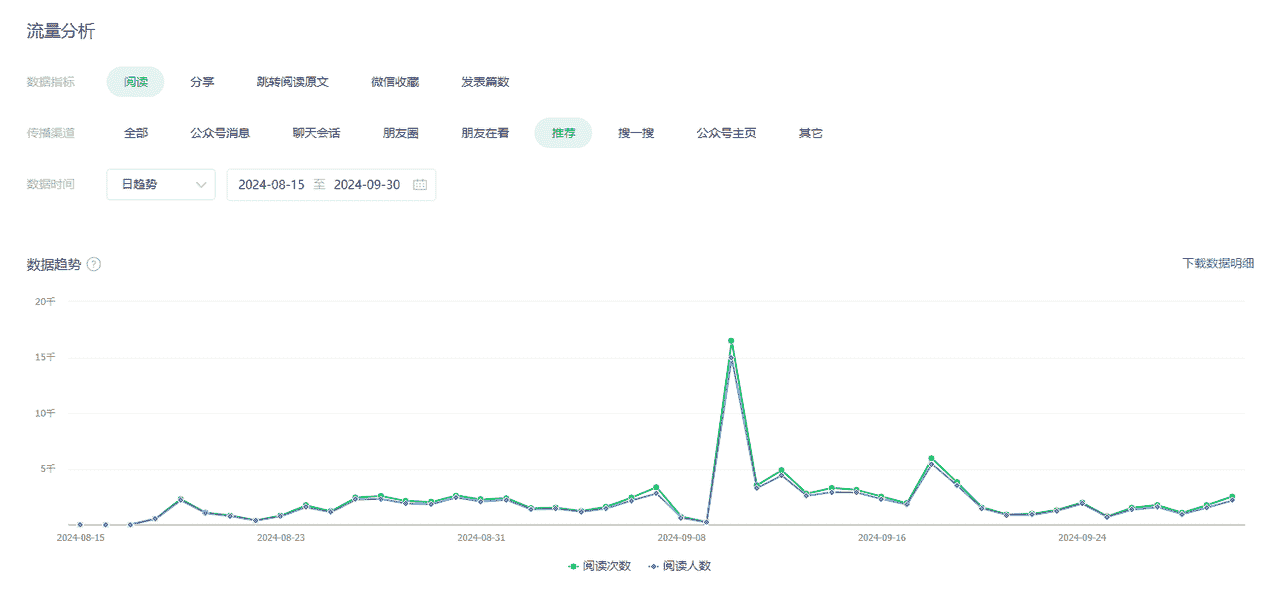 流量分析
数据指标 阅读 分享 跳转阅读原文 微信收藏 发表篇数
传播渠道 全部 公众号消息 聊天会话 朋友圈 朋友在看 推荐 搜一搜 公众号主页 其它
数据时间 日趋势 2024-08-15 至 2024-09-30
数据趋势 ? 下载数据明细
20千
15千
10千
5千
2024-08-15 2024-08-23 2024-08-31 2024-09-08 2024-09-16 2024-09-24
阅读次数 阅读人数